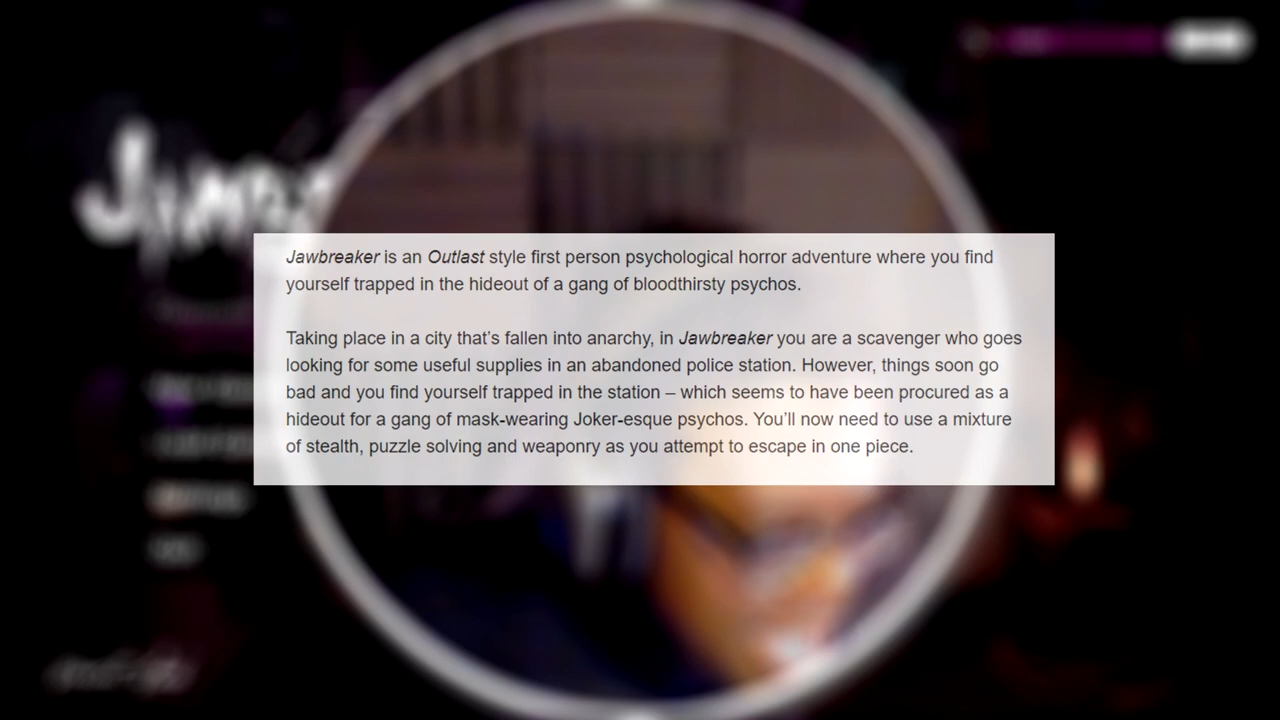 Jawbreaker is an Outlast style first person psychological horror adventure where you find
yourself trapped in the hideout of a gang of bloodthirsty psychos.
Taking place in a city that’s fallen into anarchy, in Jawbreaker you are a scavenger who goes
looking for some useful supplies in an abandoned police station. However, things soon go
bad and you find yourself trapped in the station – which seems to have been procured as a
hideout for a gang of mask-wearing Joker-esque psychos. You’ll now need to use a mixture
of stealth, puzzle solving and weaponry as you attempt to escape in one piece.